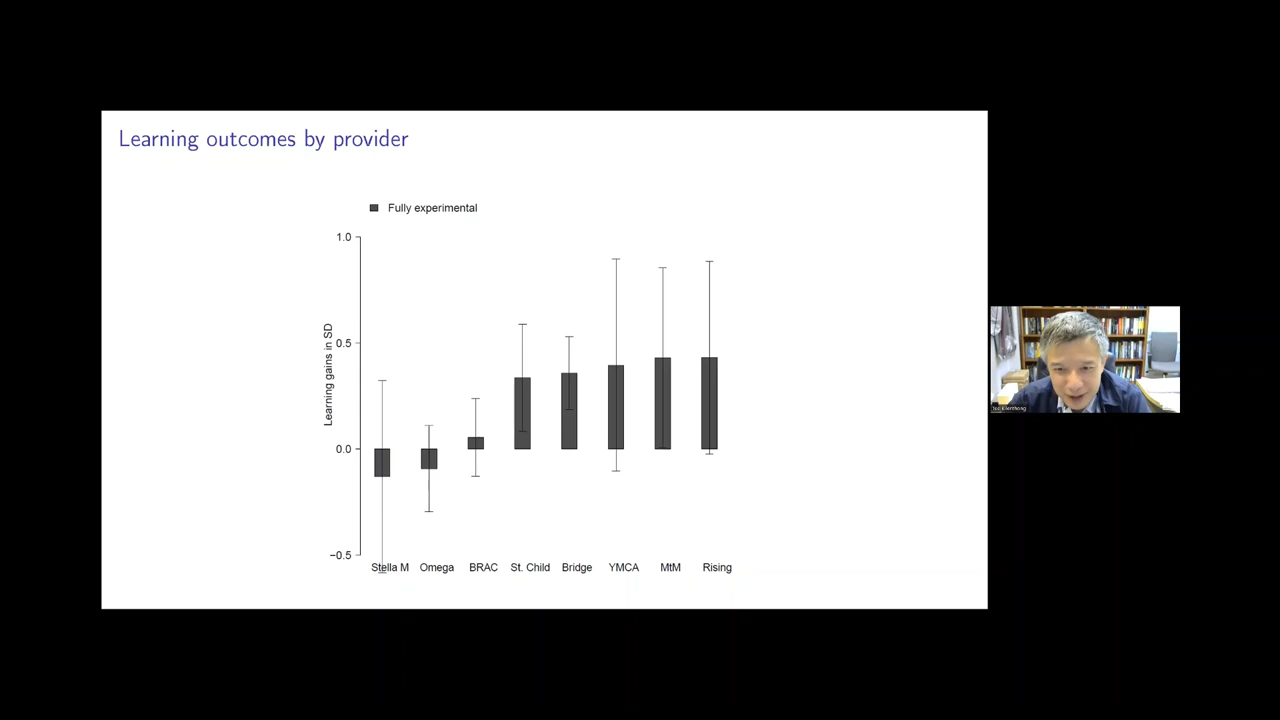 Learning outcomes by provider
Fully experimental
1.0
0.5
0.0
−0.5
Learning gains in SD
Stella M Omega BRAC St. Child Bridge YMCA MtM Rising